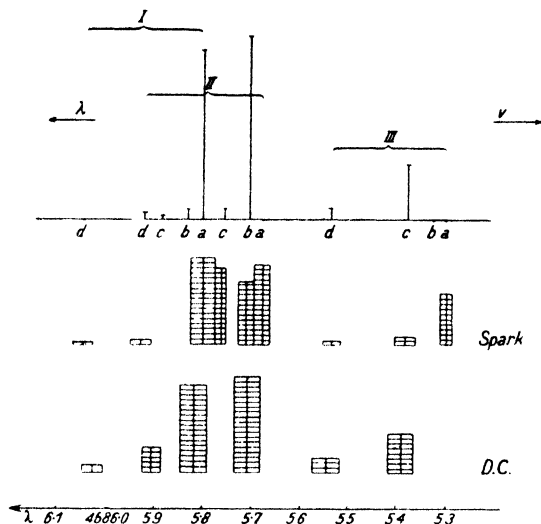 I
II
λ
ν
III
d d c b a c b a d c b a
Spark
D.C.
λ 6·1 4686·0 5·9 5·8 5·7 5·6 5·5 5·4 5·3